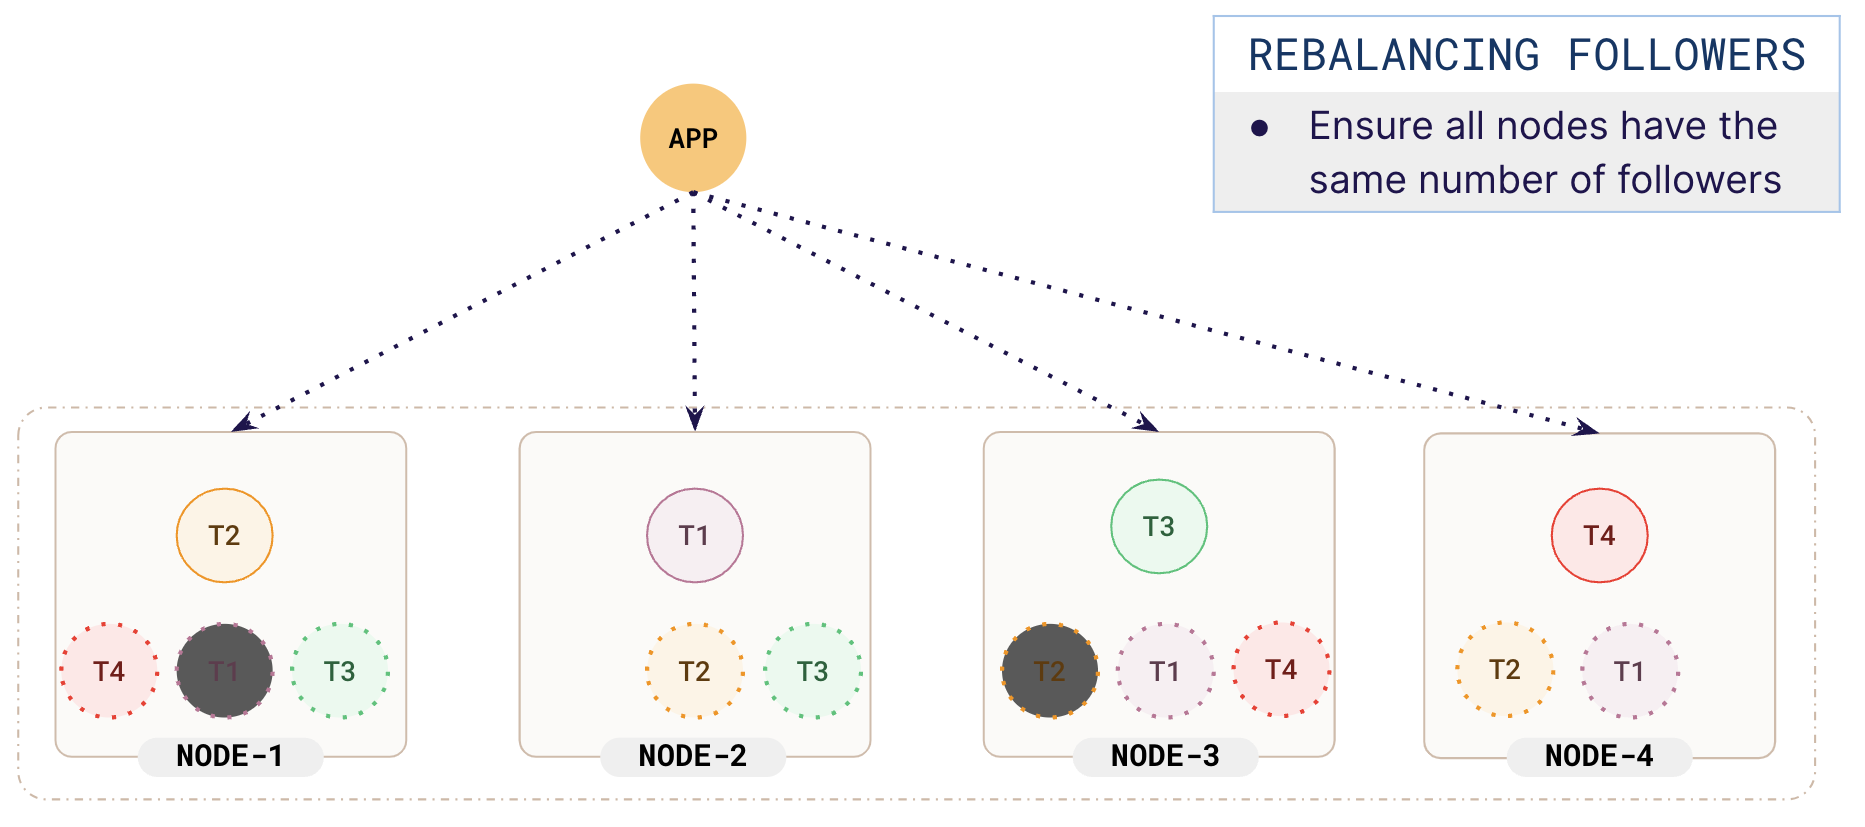 REBALANCING FOLLOWERS
● Ensure all nodes have the
same number of followers
APP
T2
T1
T3
T4
T4
T1
T3
T2
T3
T2
T1
T4
T2
T1
NODE-1
NODE-2
NODE-3
NODE-4